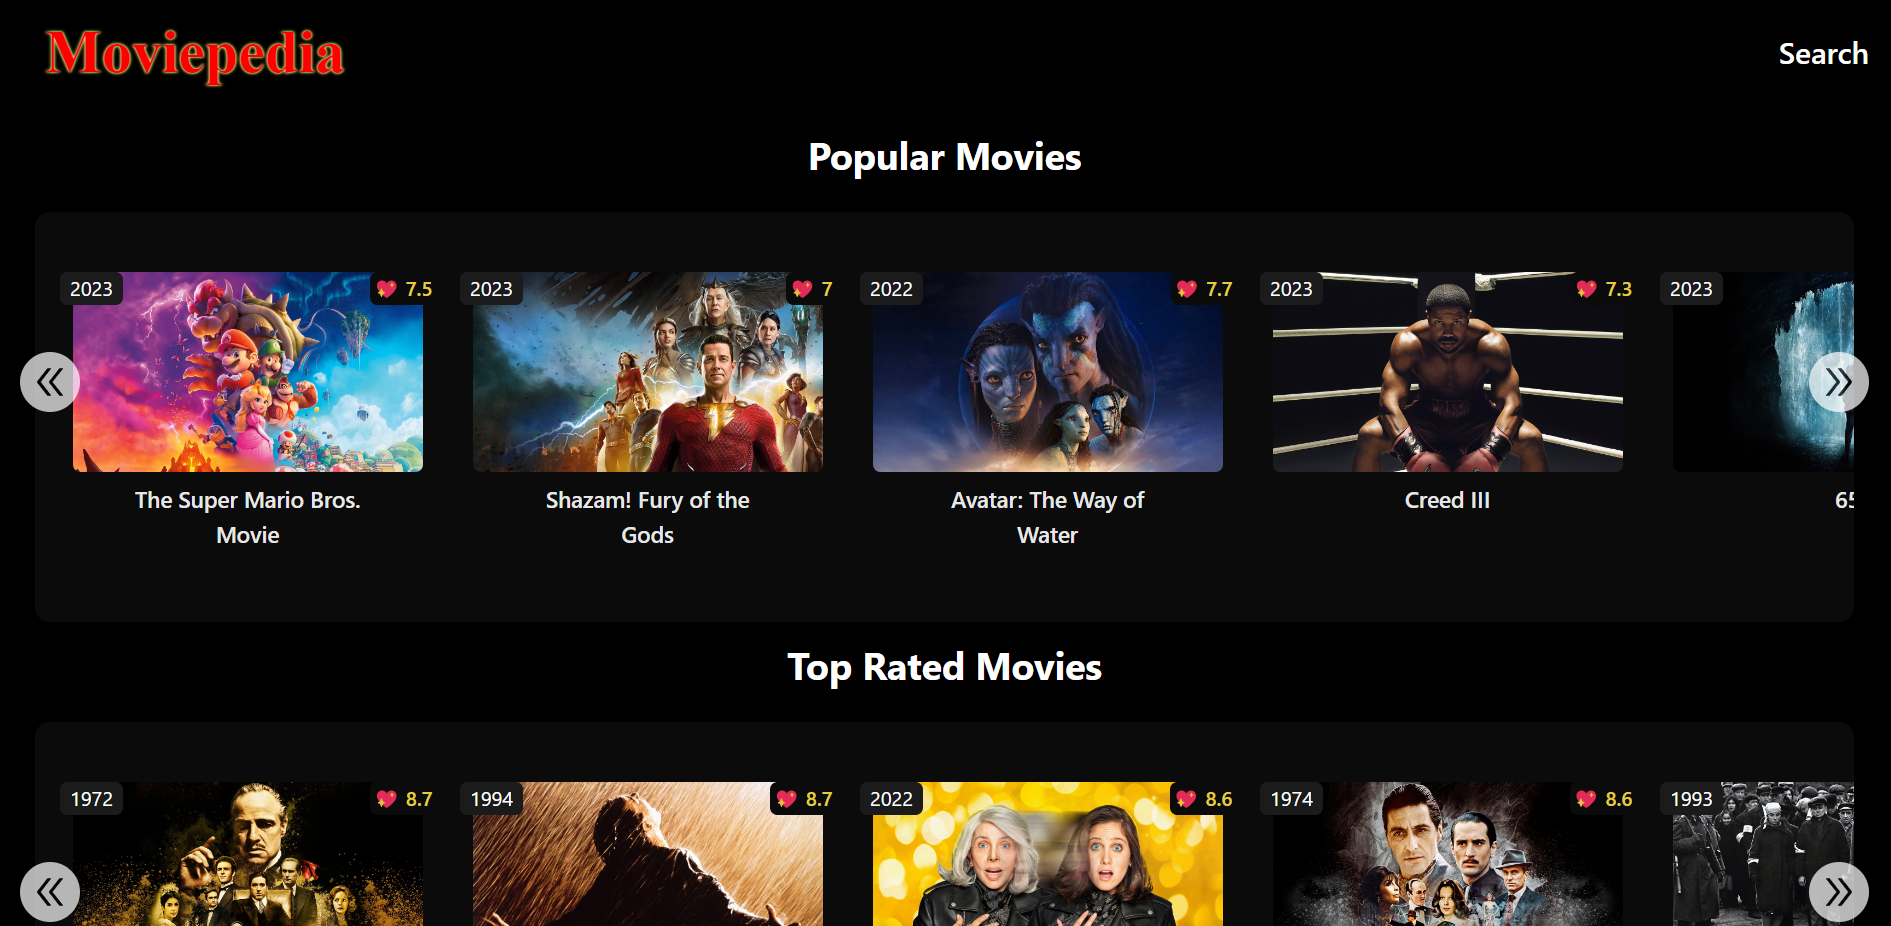 Moviepedia
Search
Popular Movies
2023
7.5
2023
7
2022
7.7
2023
7.3
2023
The Super Mario Bros.
Movie
Shazam! Fury of the
Gods
Avatar: The Way of
Water
Creed III
65
Top Rated Movies
1972
8.7
1994
8.7
2022
8.6
1974
8.6
1993